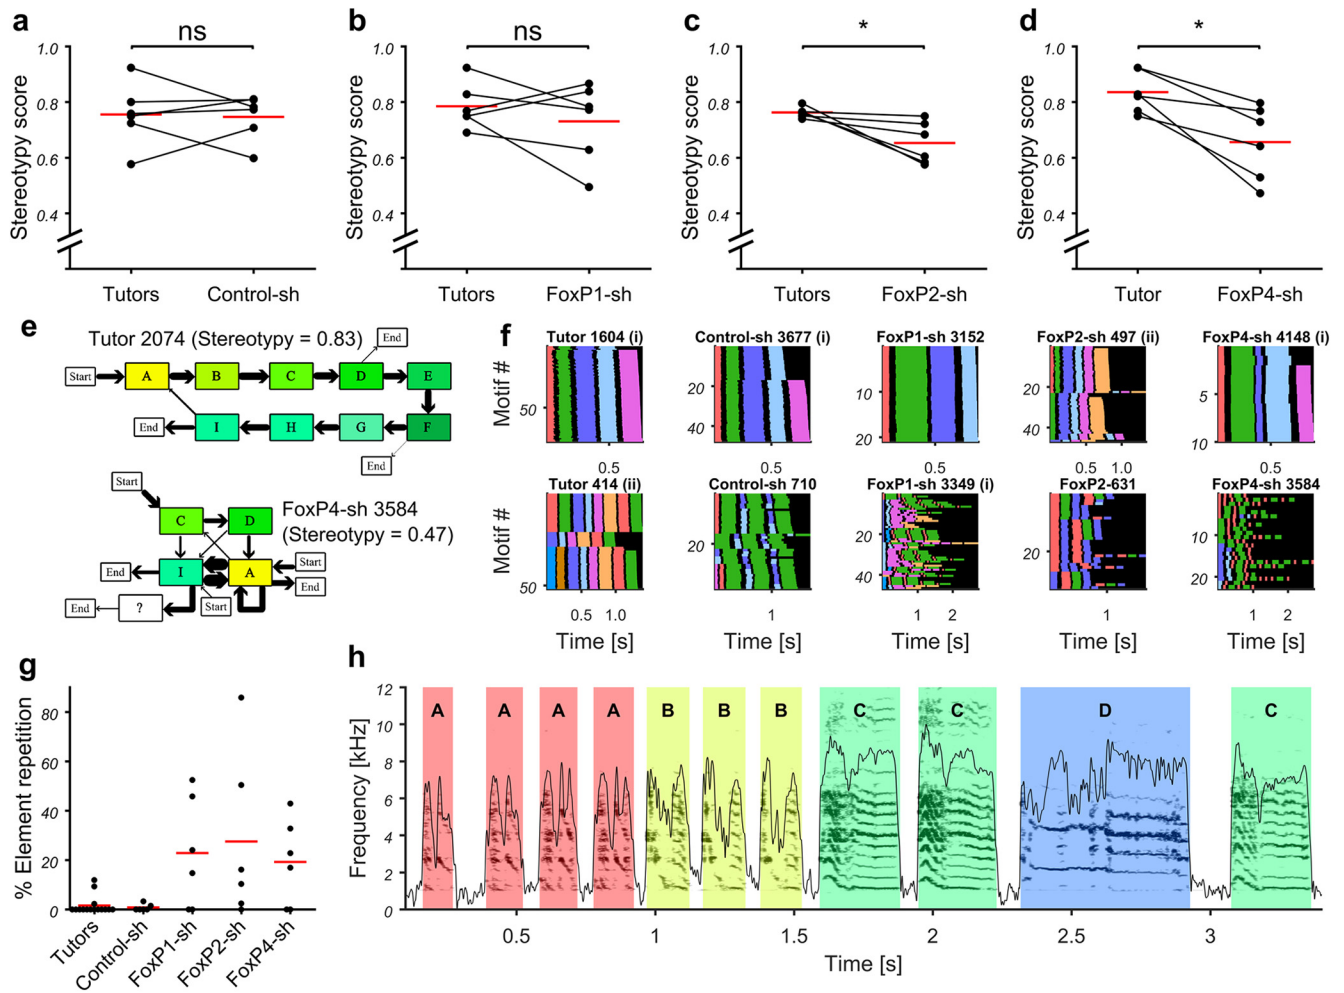 a
ns
Stereotypy score
1.0
0.8
0.6
0.4
Tutors
Control-sh
b
ns
Stereotypy score
1.0
0.8
0.6
0.4
Tutors
FoxP1-sh
c
*
Stereotypy score
1.0
0.8
0.6
0.4
Tutors
FoxP2-sh
d
*
Stereotypy score
1.0
0.8
0.6
0.4
Tutor
FoxP4-sh
e
Tutor 2074 (Stereotypy = 0.83)
End
Start
A
B
C
D
E
End
I
H
G
F
End
Start
C
D
FoxP4-sh 3584
(Stereotypy = 0.47)
End
I
A
Start
End
End
?
Start
f
Tutor 1604 (i)
Motif #
50
0.5
Control-sh 3677 (i)
20
40
0.5
FoxP1-sh 3152
10
20
0.5
FoxP2-sh 497 (ii)
20
40
0.5 1.0
FoxP4-sh 4148 (i)
5
10
0.5
Tutor 414 (ii)
Motif #
50
0.5 1.0
Time [s]
Control-sh 710
20
1
Time [s]
FoxP1-sh 3349 (i)
20
40
1 2
Time [s]
FoxP2-631
20
1
Time [s]
FoxP4-sh 3584
10
20
1 2
Time [s]
g
% Element repetition
80
60
40
20
0
Tutors
Control-sh
FoxP1-sh
FoxP2-sh
FoxP4-sh
h
Frequency [kHz]
12
10
8
6
4
2
0
A A A A B B B C C D C
0.5 1 1.5 2 2.5 3
Time [s]